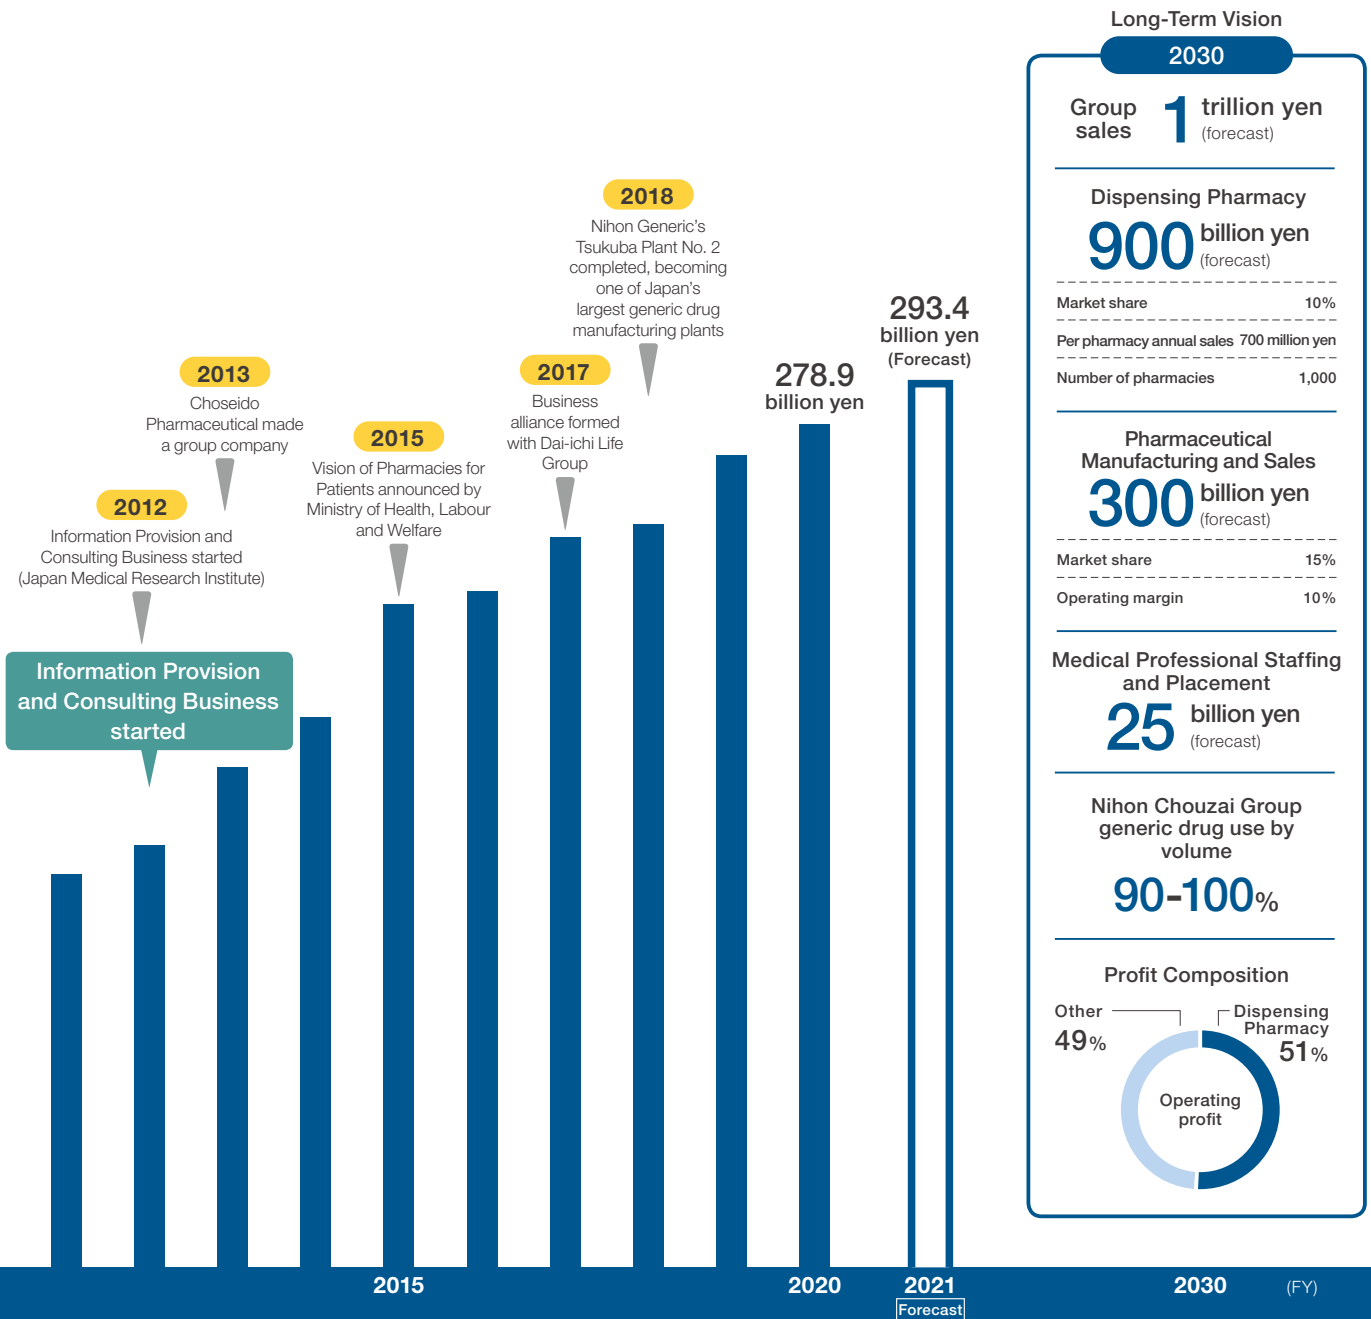 2012
Information Provision and
Consulting Business started
(Japan Medical Research Institute)
Information Provision
and Consulting Business
started
2013
Choseido
Pharmaceutical made
a group company
2015
Vision of Pharmacies for
Patients announced by
Ministry of Health, Labour
and Welfare
2017
Business
alliance formed
with Dai-ichi Life
Group
2018
Nihon Generic’s
Tsukuba Plant No. 2
completed, becoming
one of Japan’s
largest generic drug
manufacturing plants
278.9
billion yen
293.4
billion yen
(Forecast)
Long-Term Vision
2030
Group
sales
1 trillion yen
(forecast)
Dispensing Pharmacy
900 billion yen
(forecast)
Market share 10%
Per pharmacy annual sales 700 million yen
Number of pharmacies 1,000
Pharmaceutical
Manufacturing and Sales
300 billion yen
(forecast)
Market share 15%
Operating margin 10%
Medical Professional Staffing
and Placement
25 billion yen
(forecast)
Nihon Chouzai Group
generic drug use by
volume
90-100%
Profit Composition
Other
49%
Dispensing
Pharmacy
51%
Operating
profit
2015 2020 2021 2030 (FY)
Forecast